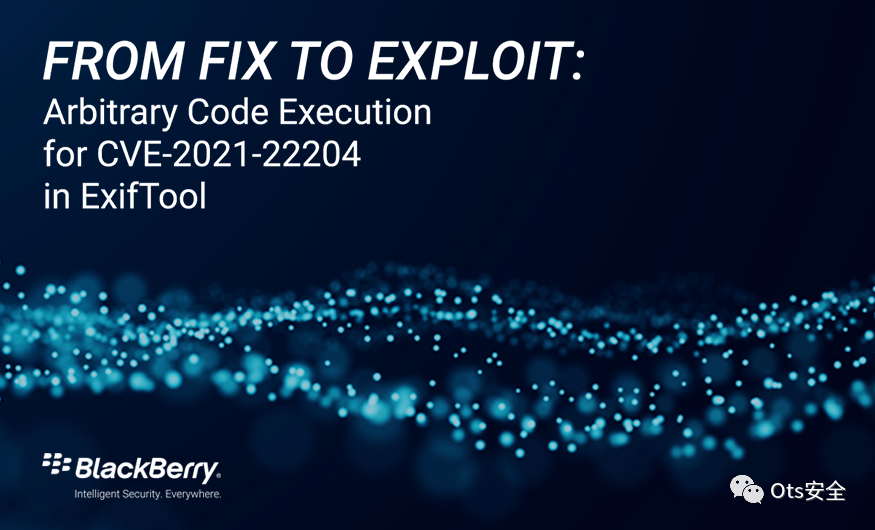 FROM FIX TO EXPLOIT:
Arbitrary Code Execution
for CVE-2021-22204
in ExifTool
BlackBerry®
Intelligent Security. Everywhere.
Ots安全